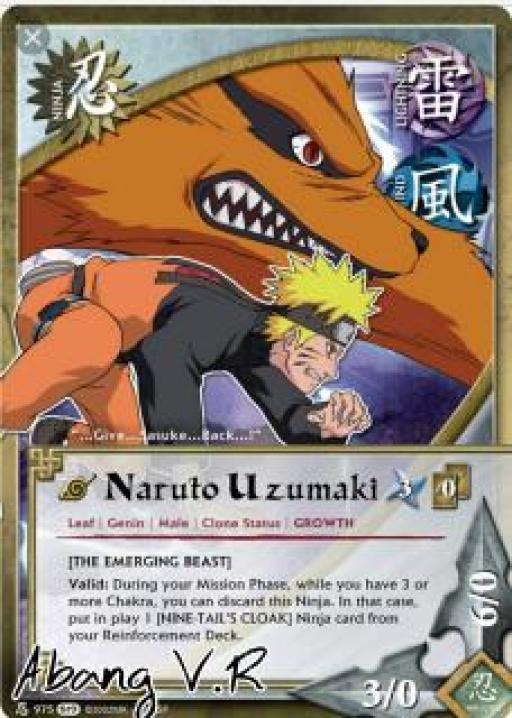 忍
NINJA
雷
LIGHTNING
風
"...Give...Sasuke...Back...!"
Naruto Uzumaki 3 0
Leaf | Genin | Male | Clone Status | GROWTH
[THE EMERGING BEAST]
Valid: During your Mission Phase, while you have 3 or
more Chakra, you can discard this Ninja. In that case,
put in play 1 [NINE-TAIL'S CLOAK] Ninja card from
your Reinforcement Deck.
6/0
Abang V.R
975
3/0
忍